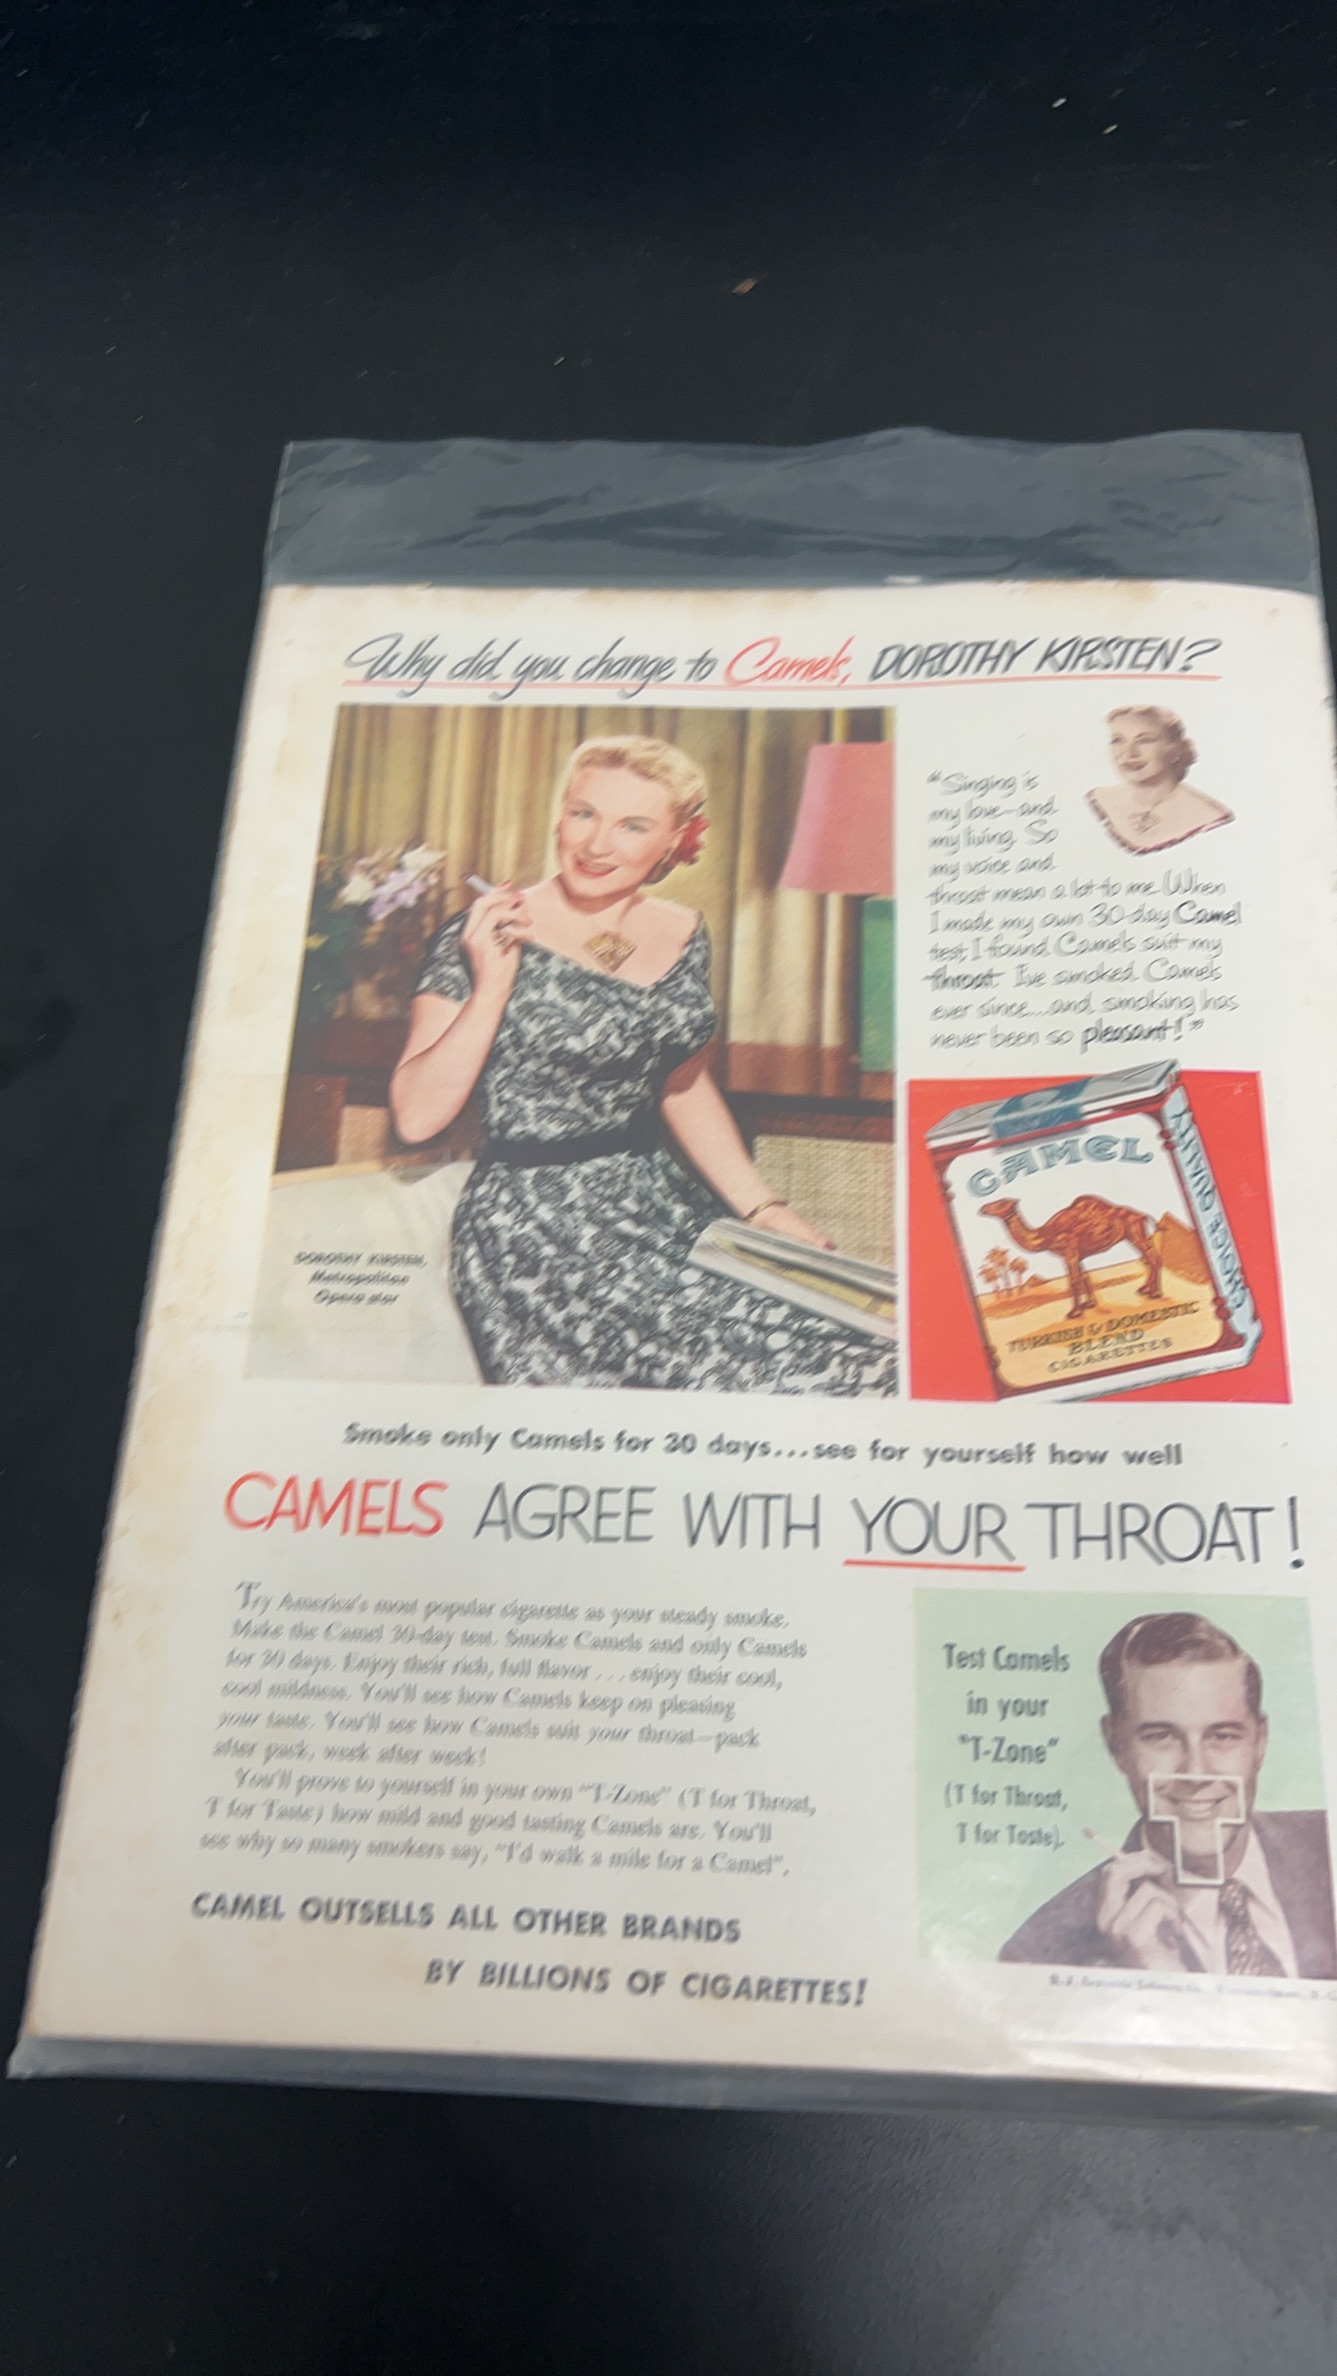 Why did you change to Camels, DOROTHY KIRSTEN?
"Singing is
my love—and
my living. So
my voice and
throat mean a lot to me. When
I made my own 30-day Camel
test, I found Camels suit my
throat. I've smoked Camels
ever since...and, smoking has
never been so pleasant!"
DOROTHY KIRSTEN,
Metropolitan
Opera star
CAMEL
TURKISH & DOMESTIC
BLEND
CIGARETTES
CHOICE QUALITY
Smoke only Camels for 30 days...see for yourself how well
CAMELS AGREE WITH YOUR THROAT!
Try America's most popular cigarette as your steady smoke.
Make the Camel 30-day test. Smoke Camels and only Camels
for 30 days. Enjoy their rich, full flavor...enjoy their cool,
cool mildness. You'll see how Camels keep on pleasing
your taste. You'll see how Camels suit your throat—pack
after pack, week after week!
You'll prove to yourself in your own "T-Zone" (T for Throat,
T for Taste) how mild and good tasting Camels are. You'll
see why so many smokers say, "I'd walk a mile for a Camel".
CAMEL OUTSELLS ALL OTHER BRANDS
BY BILLIONS OF CIGARETTES!
Test Camels
in your
"T-Zone"
(T for Throat,
T for Taste).
R. J. Reynolds Tobacco Co.,